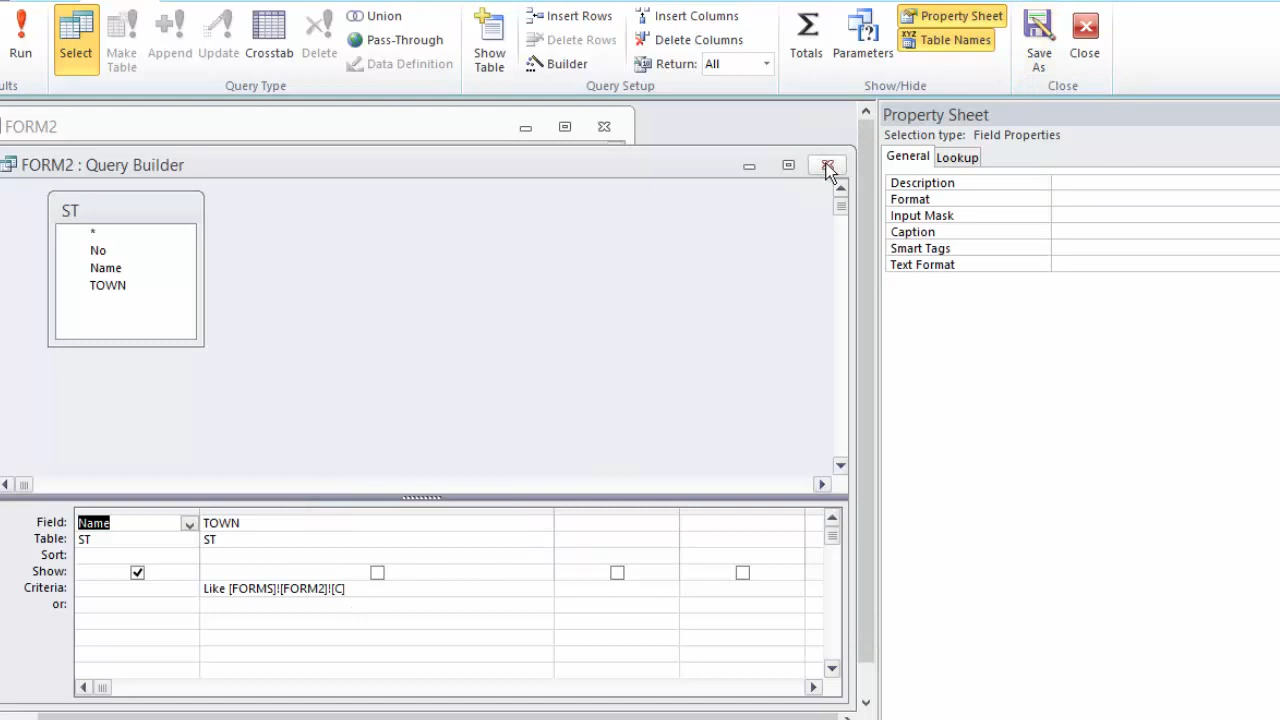 Run
Select
Make
Table
Append
Update
Crosstab
Delete
Union
Pass-Through
Data Definition
Show
Table
Insert Rows
Delete Rows
Builder
Insert Columns
Delete Columns
Return: All
Totals
Parameters
Property Sheet
XYZ Table Names
Save
As
Close
ults
Query Type
Query Setup
Show/Hide
Close
FORM2
FORM2 : Query Builder
ST
*
No
Name
TOWN
Field: Name TOWN
Table: ST ST
Sort:
Show:
Criteria: Like [FORMS]![FORM2]![C]
or:
Property Sheet
Selection type: Field Properties
General Lookup
Description
Format
Input Mask
Caption
Smart Tags
Text Format